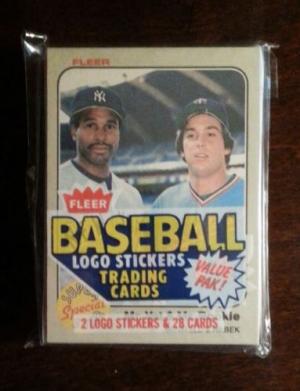 FLEER
NY
FLEER
BASEBALL
LOGO STICKERS
TRADING
CARDS
VALUE
PAK!
Special
2 LOGO STICKERS & 28 CARDS